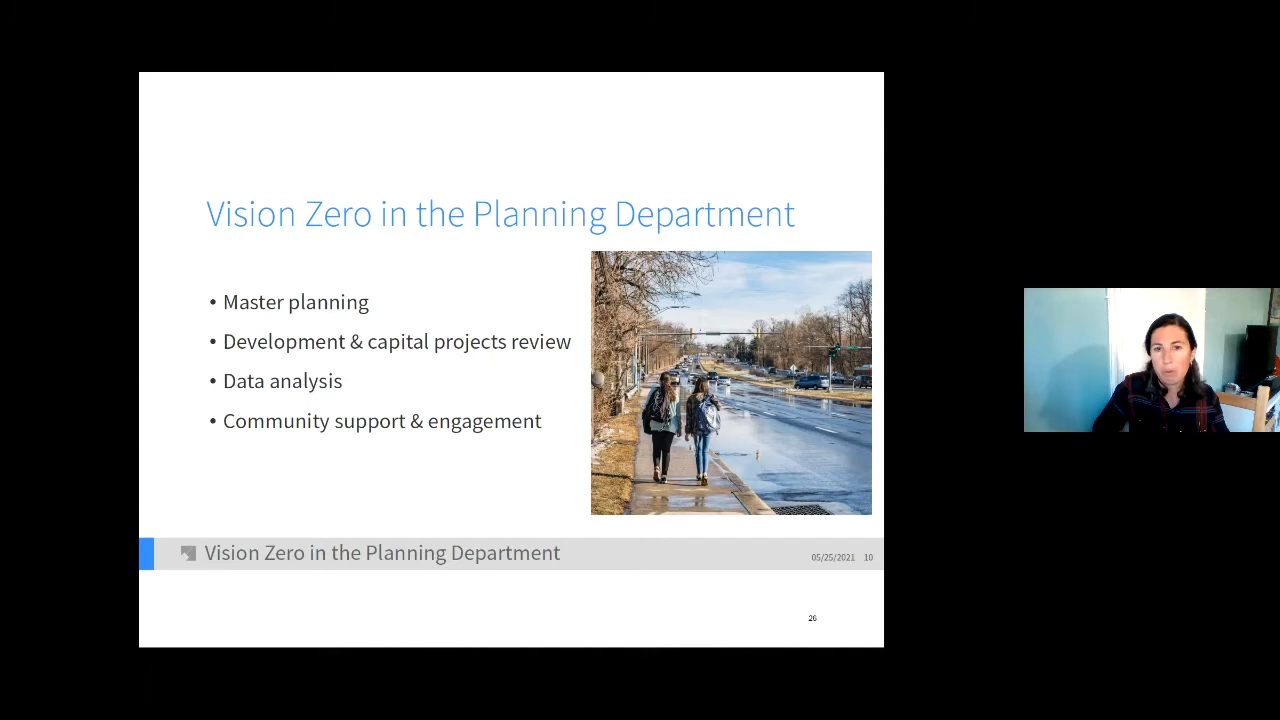 Vision Zero in the Planning Department
• Master planning
• Development & capital projects review
• Data analysis
• Community support & engagement
Vision Zero in the Planning Department
05/25/2021 10
26